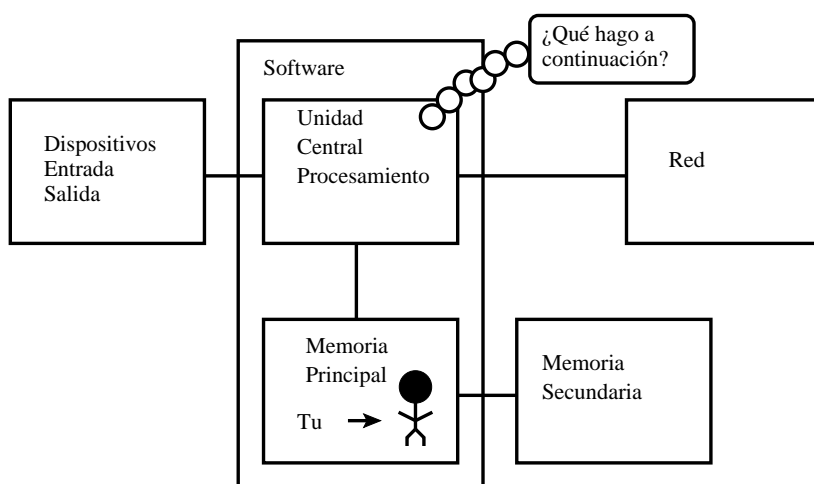 ¿Qué hago a
continuación?
Software
Unidad
Central
Procesamiento
Dispositivos
Entrada
Salida
Red
Memoria
Principal
Tu
Memoria
Secundaria